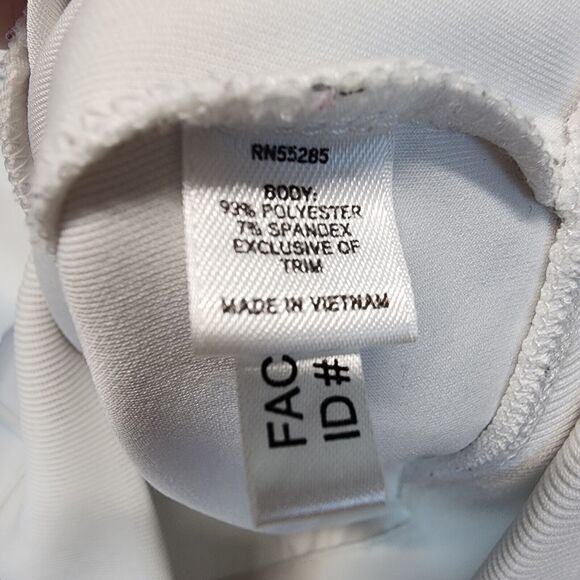 RN55285
BODY:
93% POLYESTER
7% SPANDEX
EXCLUSIVE OF
TRIM
MADE IN VIETNAM
FAC
ID #